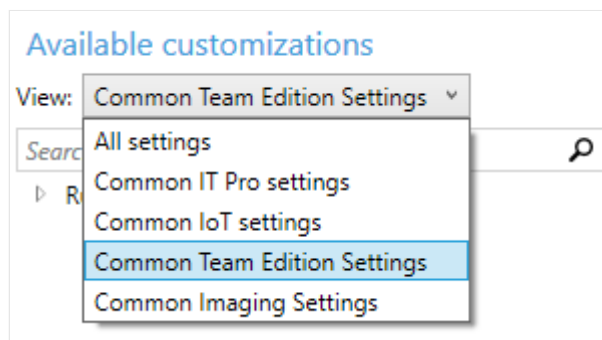 Available customizations
View: Common Team Edition Settings
All settings
Common IT Pro settings
Common IoT settings
Common Team Edition Settings
Common Imaging Settings